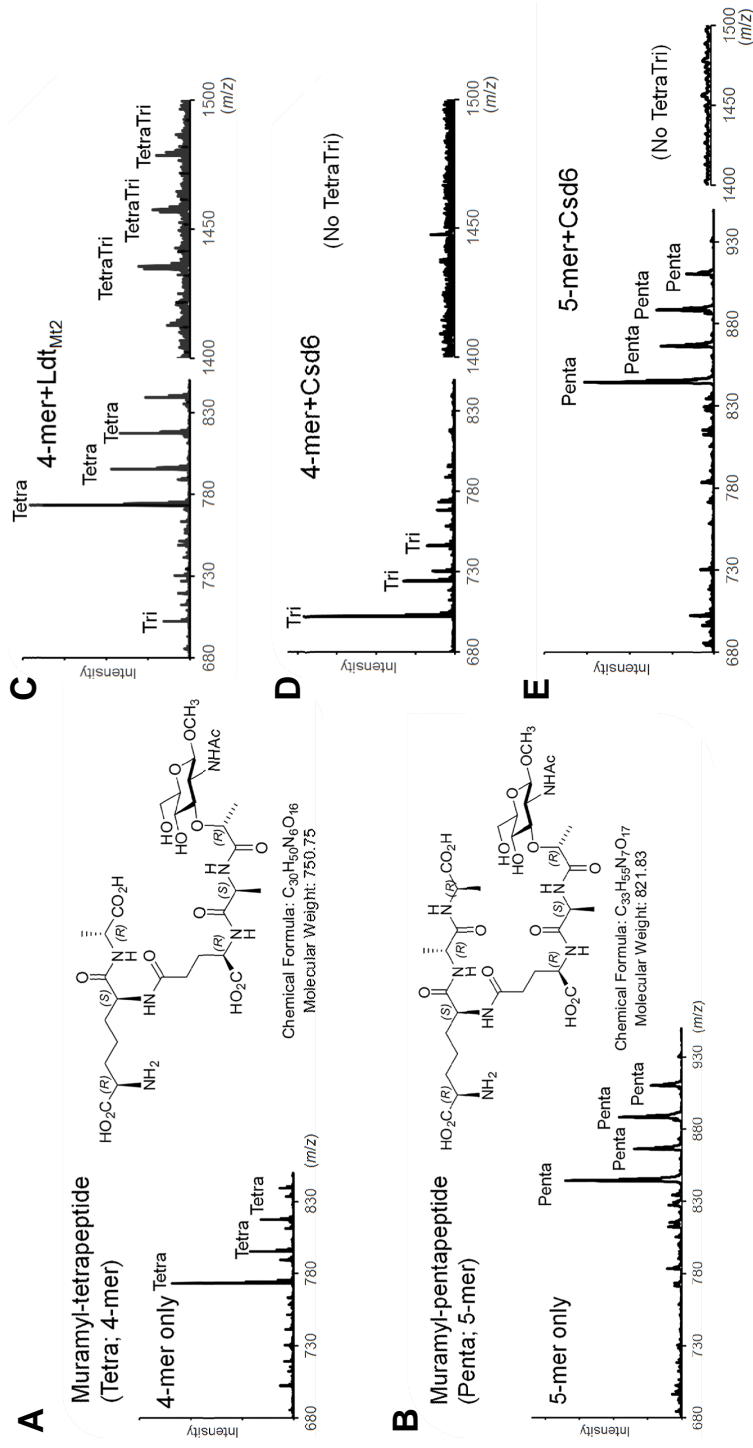 A
Muramyl-tetrapeptide
(Tetra; 4-mer)
4-mer only
Intensity
Tetra
Tetra
Tetra
680 730 780 830 (m/z)
HO2C (R)
NH2
O
(S)
HN
N
H
(R)
CO2H
O
HO2C
(R)
N
H
O
(S)
H
N
O
(R)
O
HO
HO
O
OCH3
NHAc
Chemical Formula: C30H50N6O16
Molecular Weight: 750.75
B
Muramyl-pentapeptide
(Penta; 5-mer)
5-mer only
Intensity
Penta
Penta
Penta
Penta
680 730 780 830 880 930 (m/z)
HO2C (R)
NH2
O
(S)
HN
N
H
(R)
O
H
N
(R)
CO2H
O
HO2C
(R)
N
H
O
(S)
H
N
O
(R)
O
HO
HO
O
OCH3
NHAc
Chemical Formula: C33H55N7O17
Molecular Weight: 821.83
C
4-mer+LdtMt2
Intensity
Tri
Tetra
Tetra
Tetra
TetraTri
TetraTri
TetraTri
680 730 780 830 1400 1450 1500
(m/z)
D
4-mer+Csd6
Intensity
Tri
Tri
Tri
(No TetraTri)
680 730 780 830 1400 1450 1500
(m/z)
E
5-mer+Csd6
Intensity
Penta
Penta
Penta
Penta
(No TetraTri)
680 730 780 830 880 930 1400 1450 1500
(m/z)